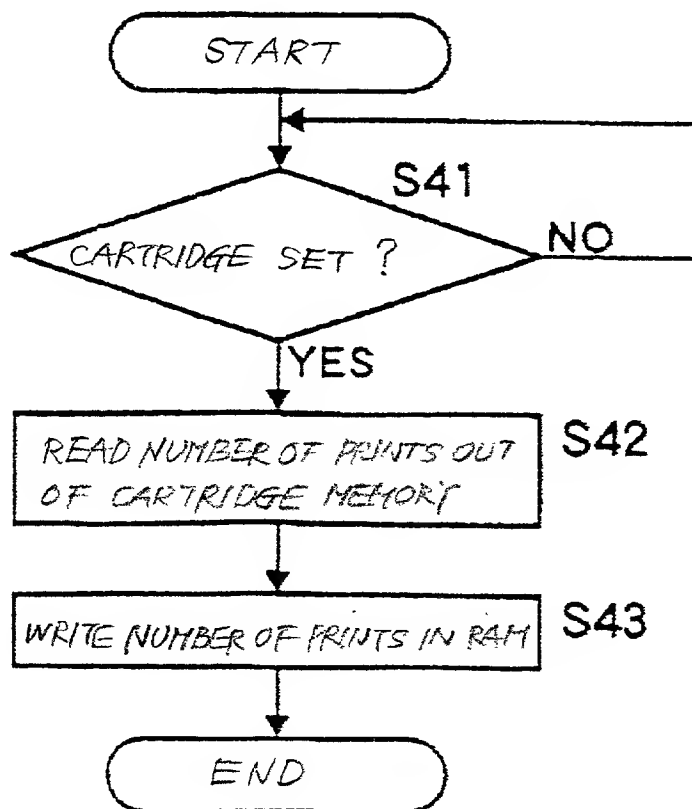 START
S41
CARTRIDGE SET ?
NO
YES
READ NUMBER OF PRINTS OUT
OF CARTRIDGE MEMORY
S42
WRITE NUMBER OF PRINTS IN RAM
S43
END